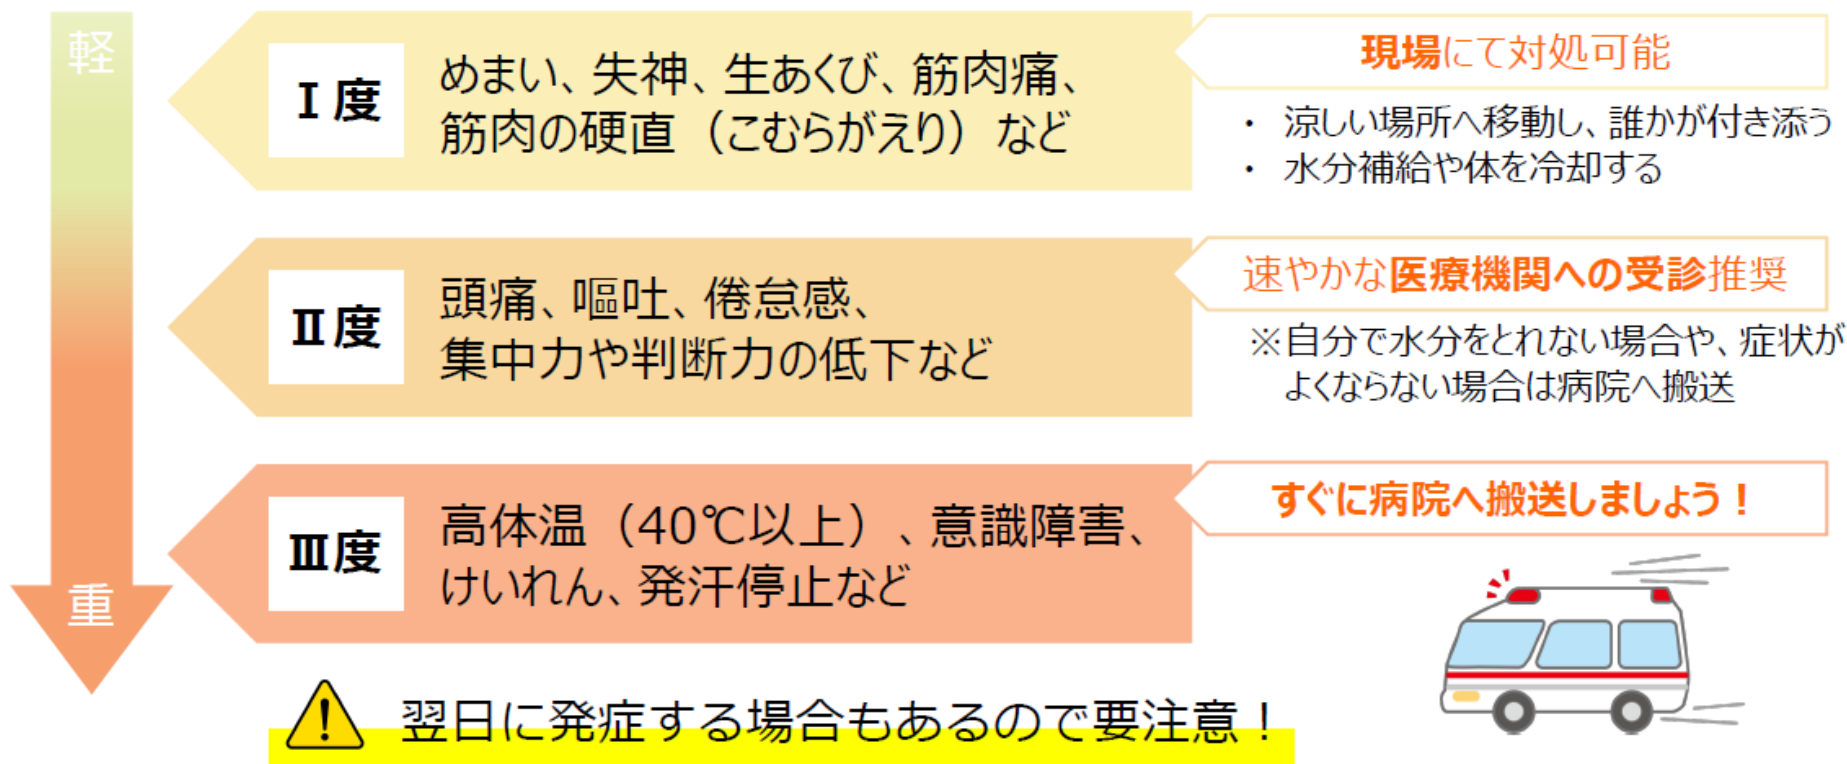 軽
Ⅰ度
めまい、失神、生あくび、筋肉痛、
筋肉の硬直（こむらがえり）など
現場にて対処可能
・ 涼しい場所へ移動し、誰かが付き添う
・ 水分補給や体を冷却する
Ⅱ度
頭痛、嘔吐、倦怠感、
集中力や判断力の低下など
速やかな医療機関への受診推奨
※自分で水分をとれない場合や、症状が
よくならない場合は病院へ搬送
Ⅲ度
高体温（40℃以上）、意識障害、
けいれん、発汗停止など
すぐに病院へ搬送しましょう！
重
翌日に発症する場合もあるので要注意！